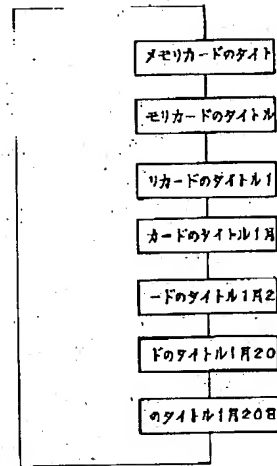 メモリカードのタイト
モリカードのタイトル
リカードのタイトル1
カードのタイトル1月
ードのタイトル1月2
ドのタイトル1月20
のタイトル1月20日